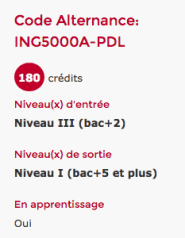 Code Alternance:
ING5000A-PDL
180 crédits
Niveau(x) d'entrée
Niveau III (bac+2)
Niveau(x) de sortie
Niveau I (bac+5 et plus)
En apprentissage
Oui